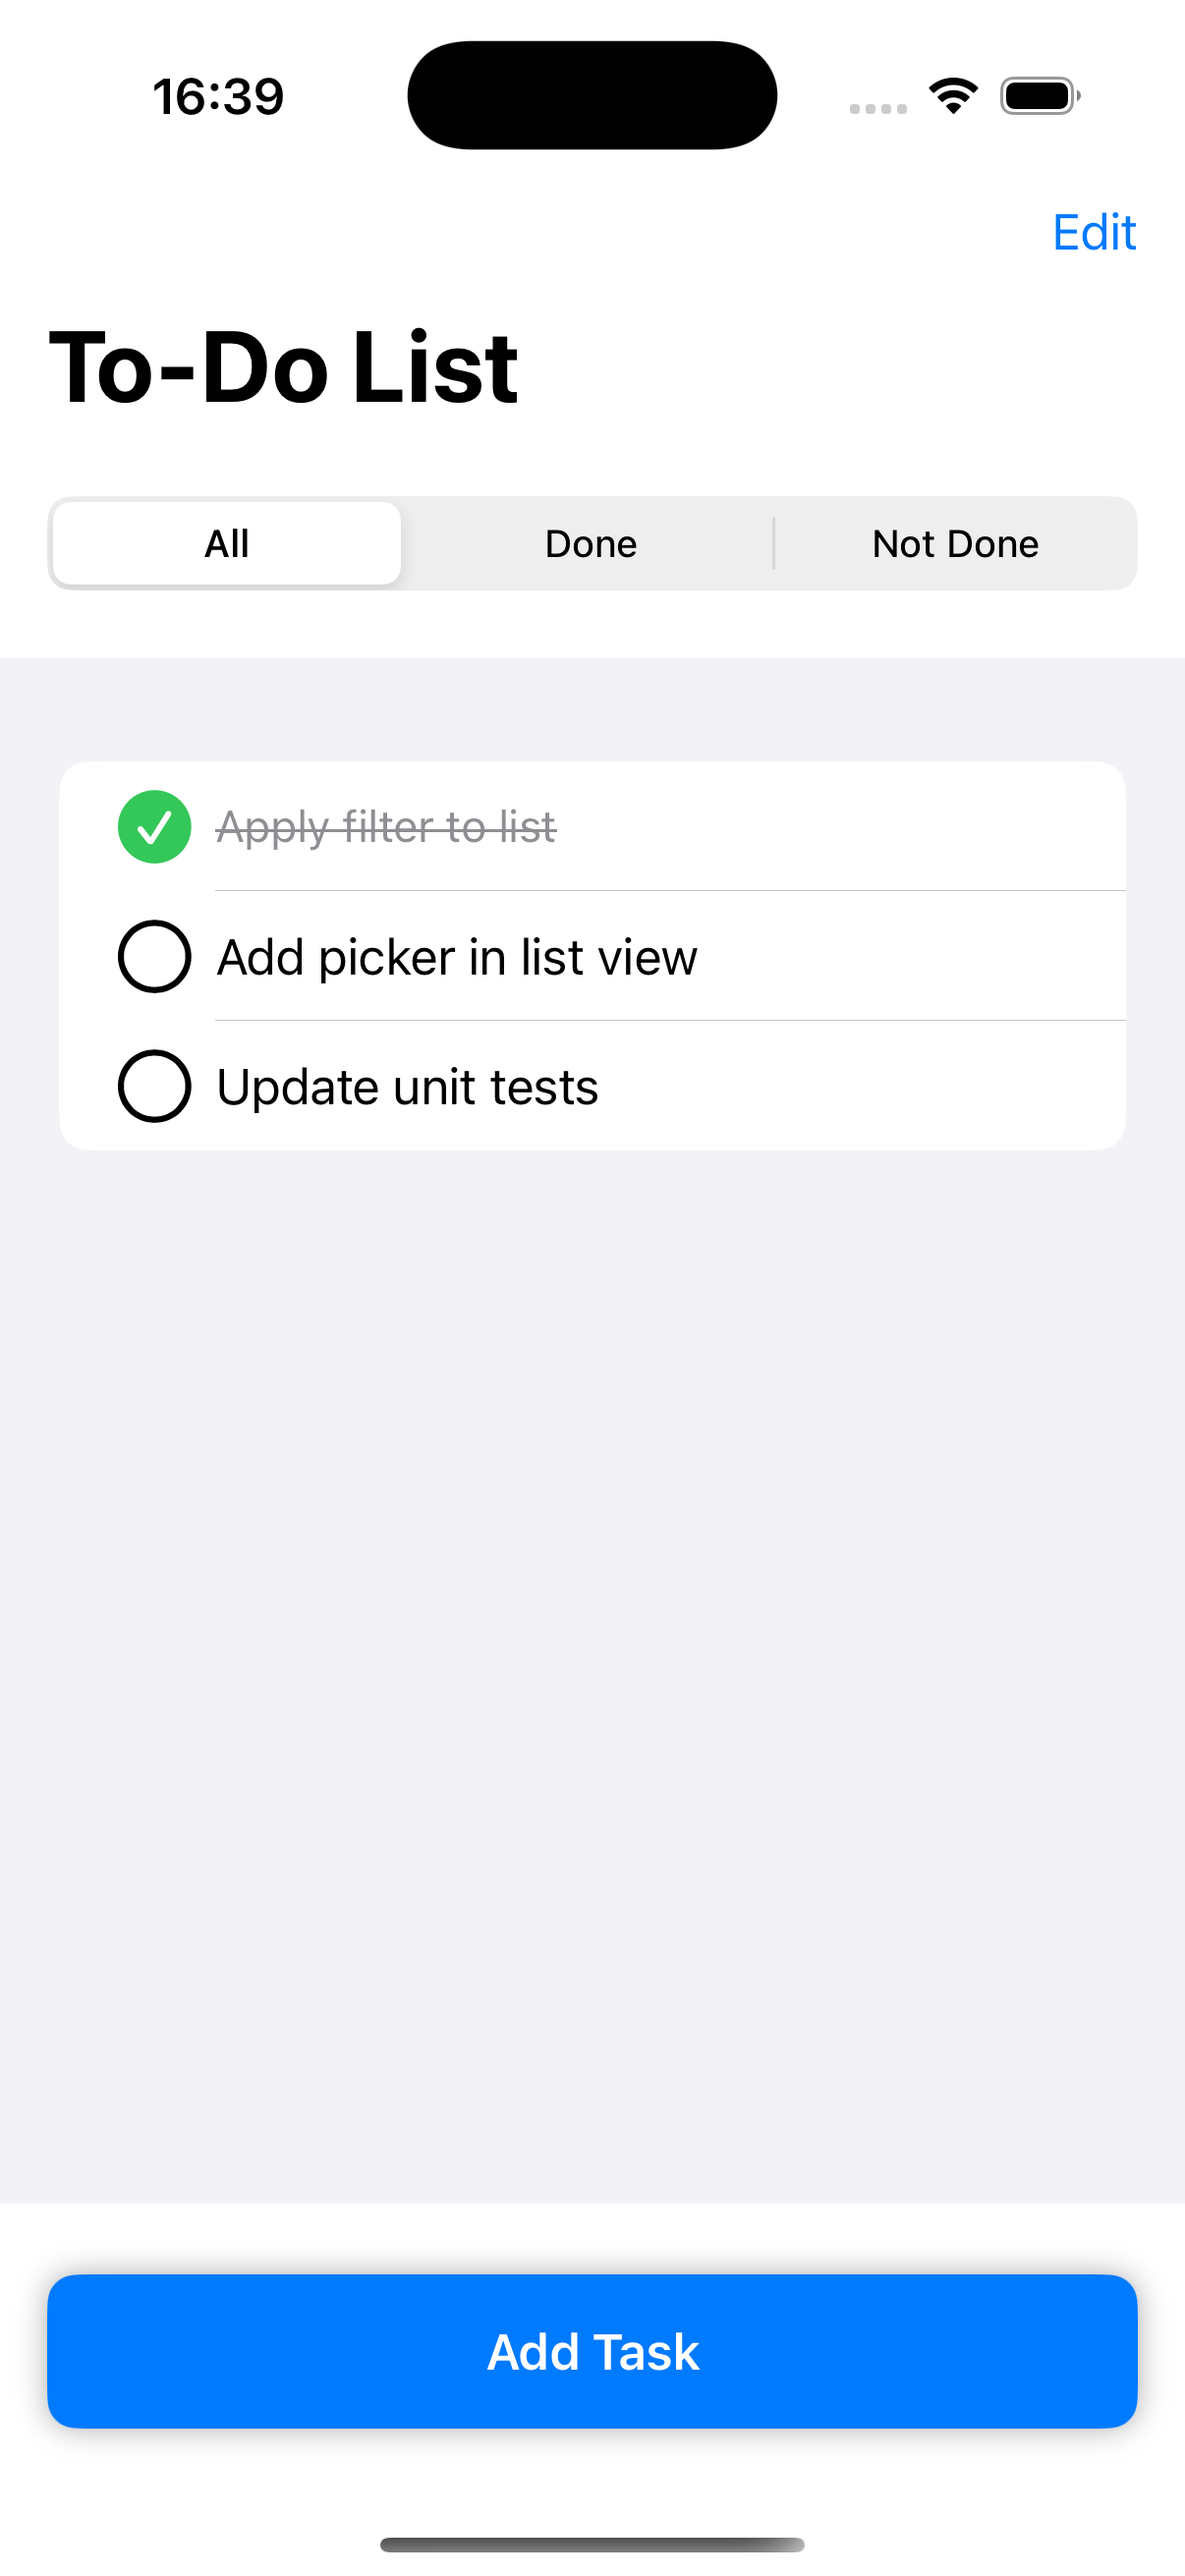 16:39
Edit
To-Do List
All Done Not Done
Apply filter to list
Add picker in list view
Update unit tests
Add Task